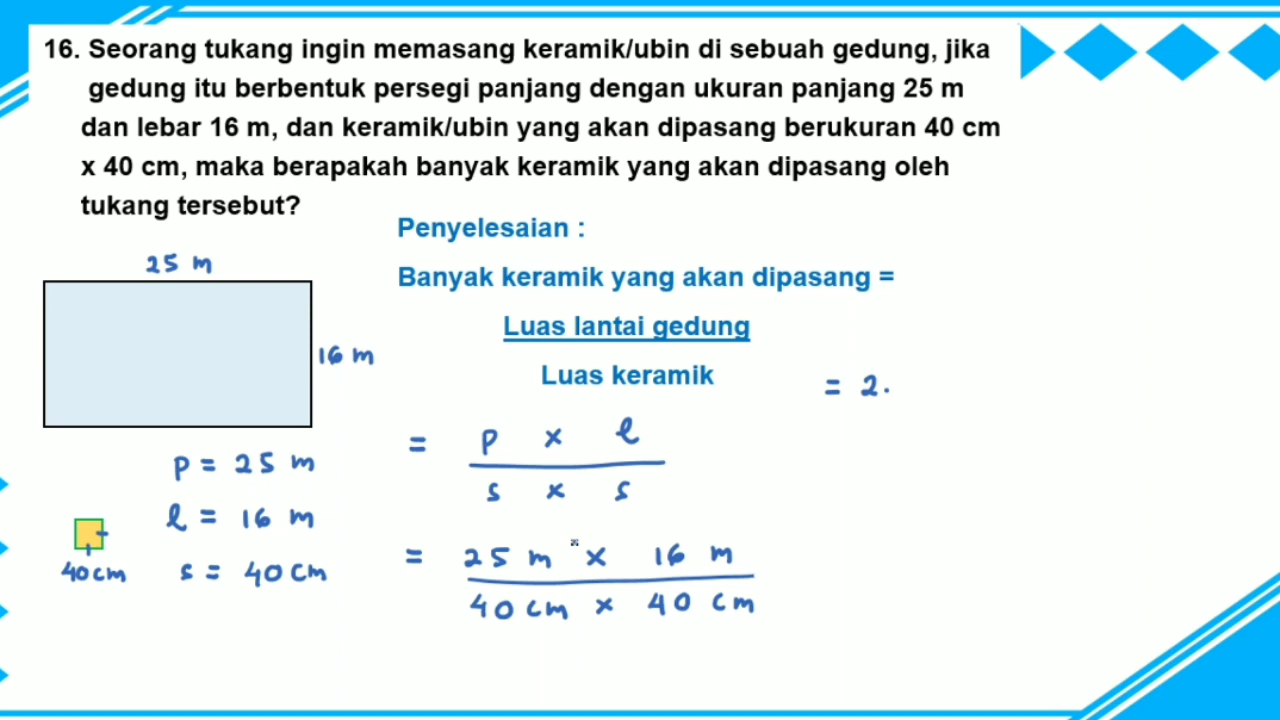 16. Seorang tukang ingin memasang keramik/ubin di sebuah gedung, jika
gedung itu berbentuk persegi panjang dengan ukuran panjang 25 m
dan lebar 16 m, dan keramik/ubin yang akan dipasang berukuran 40 cm
x 40 cm, maka berapakah banyak keramik yang akan dipasang oleh
tukang tersebut?
Penyelesaian :
Banyak keramik yang akan dipasang =
Luas lantai gedung
Luas keramik
25 m
16 m
p = 25 m
l = 16 m
s = 40 cm
40 cm
= p x l
s x s
= 25 m x 16 m
40 cm x 40 cm
= 2.